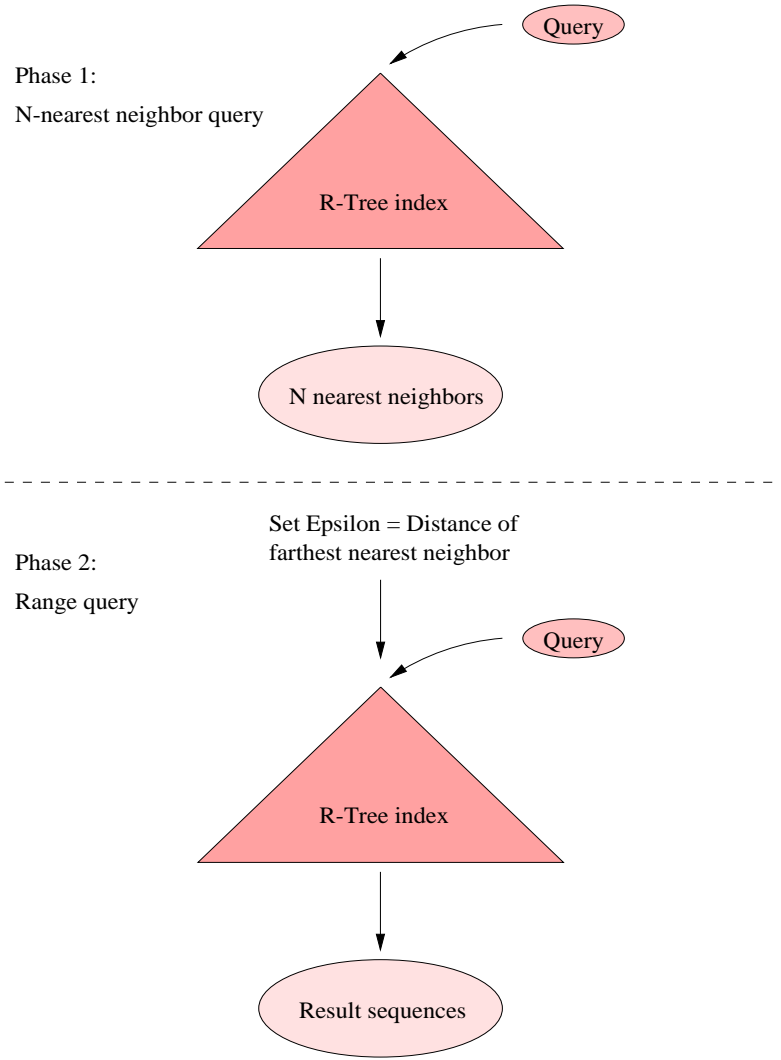 Query
Phase 1:
N-nearest neighbor query
R-Tree index
N nearest neighbors
Set Epsilon = Distance of
farthest nearest neighbor
Phase 2:
Range query
Query
R-Tree index
Result sequences